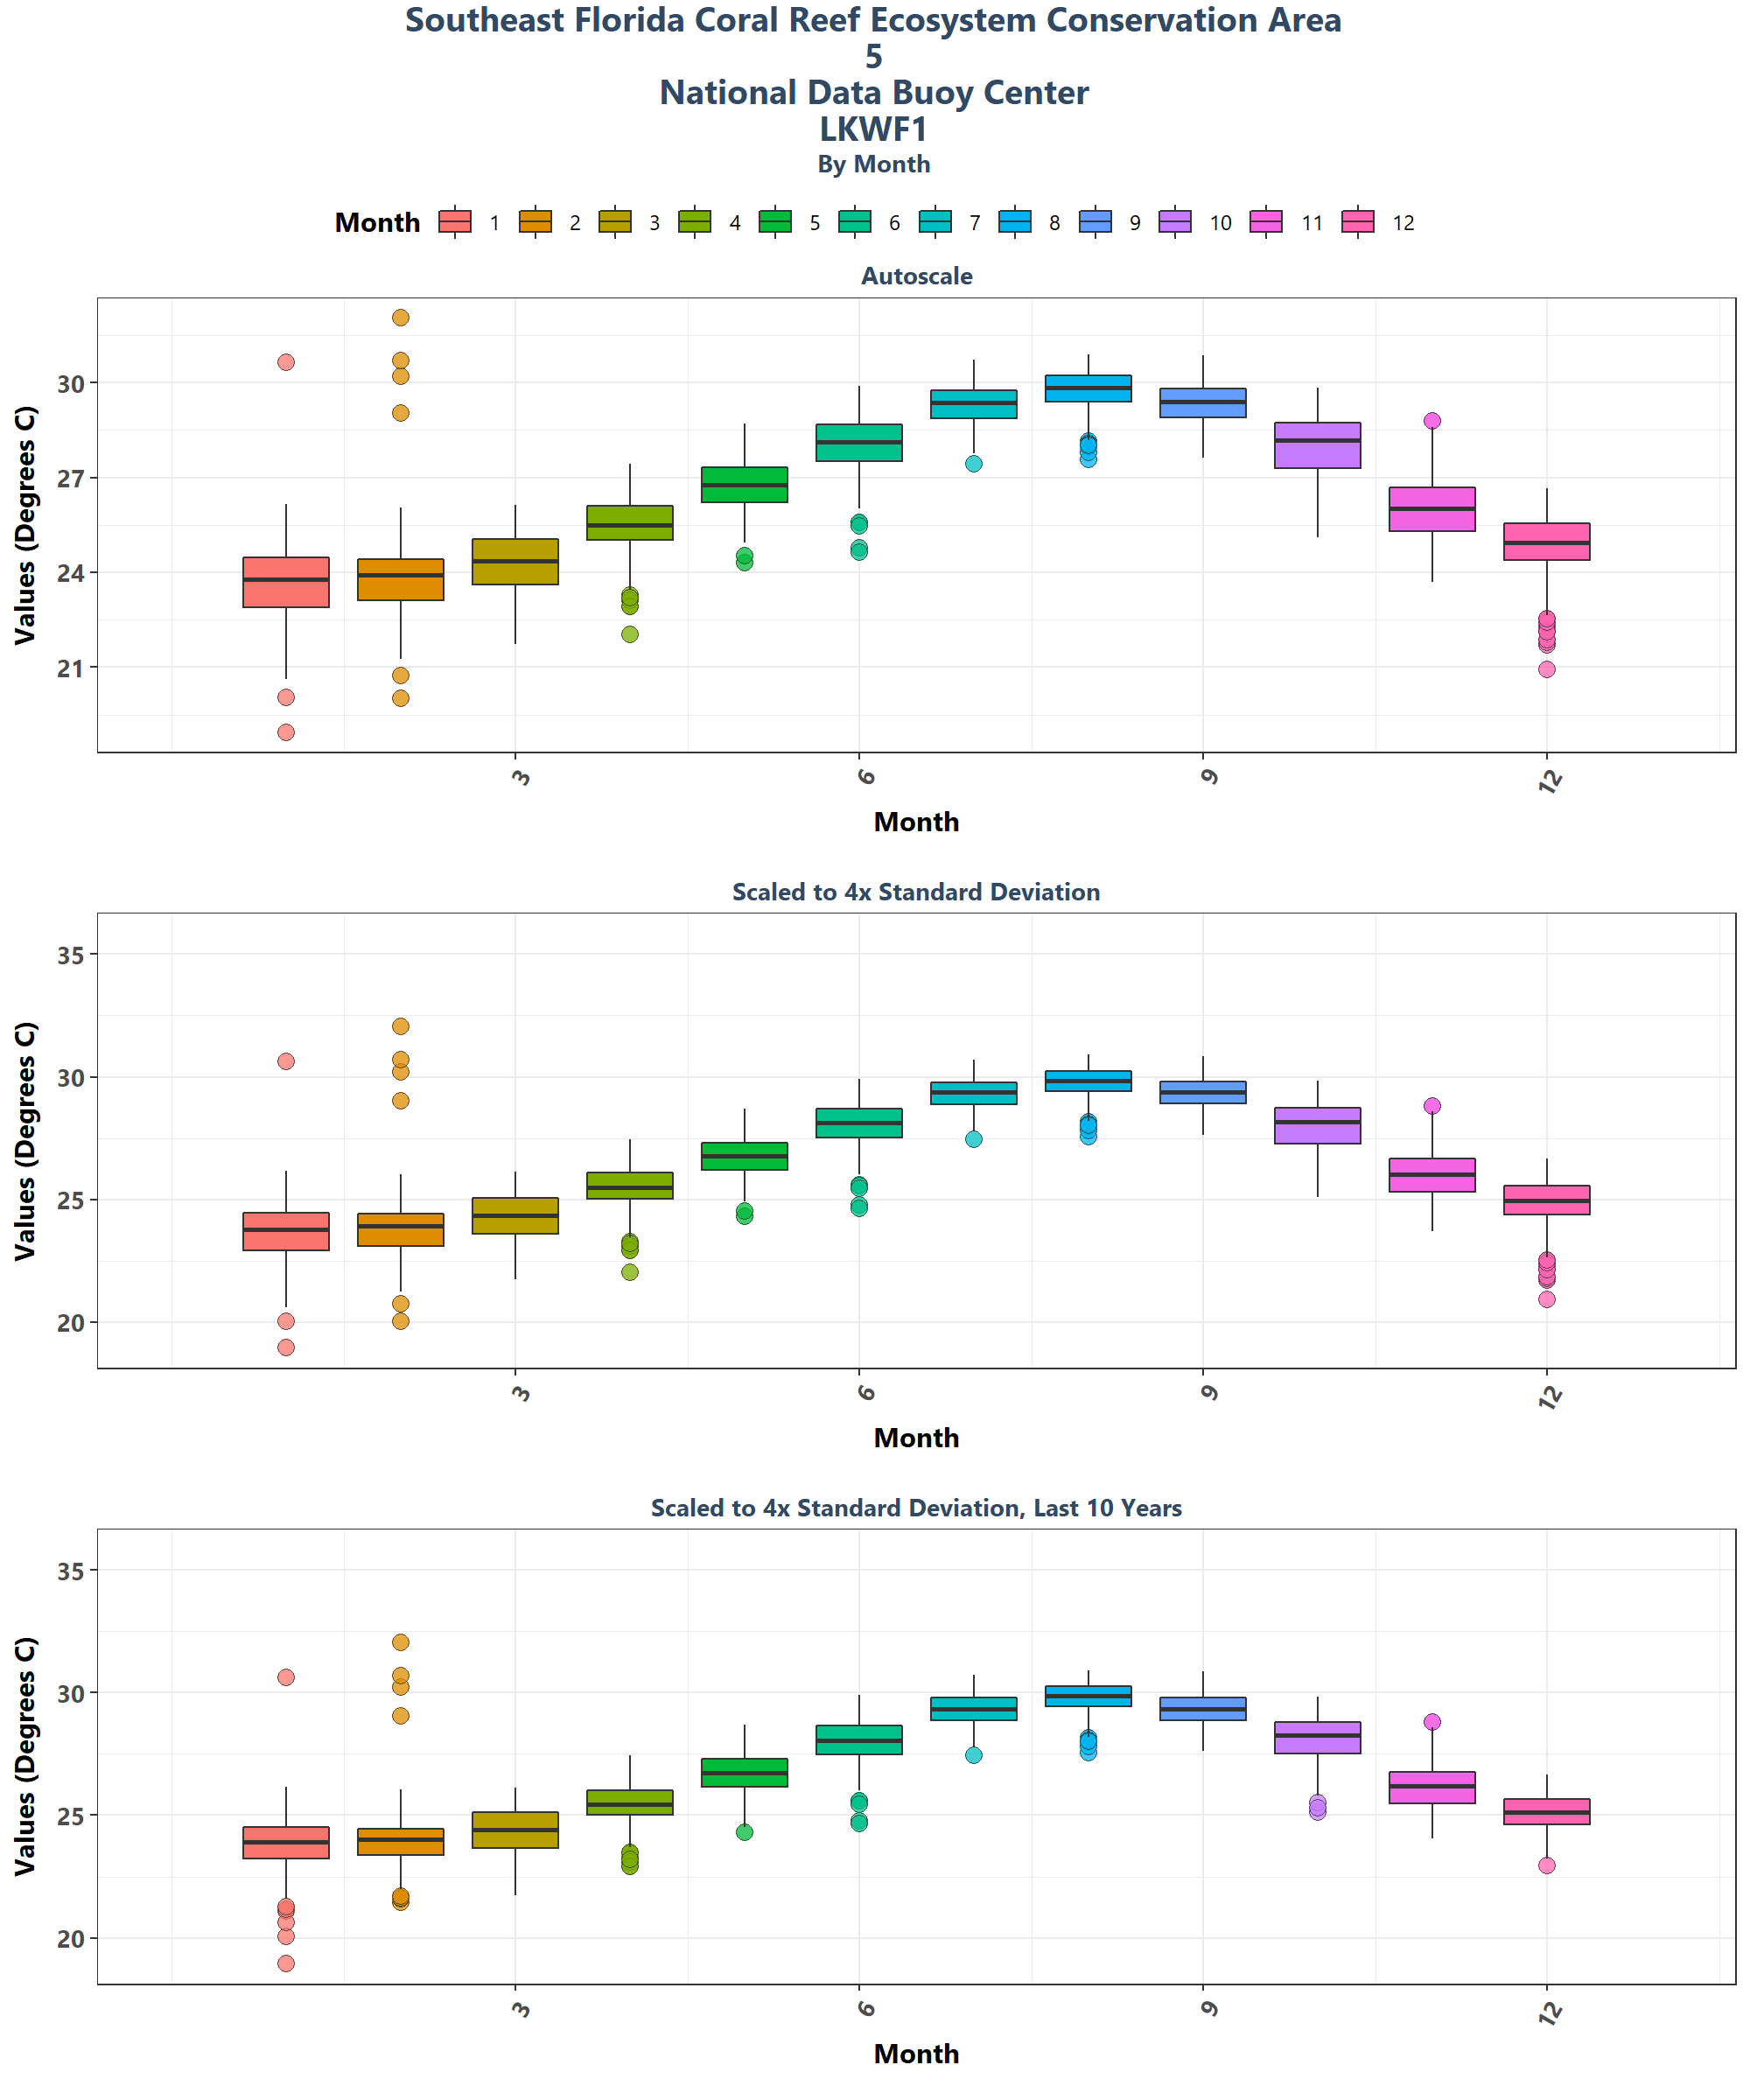 Southeast Florida Coral Reef Ecosystem Conservation Area
5
National Data Buoy Center
LKWF1
By Month
Month 1 2 3 4 5 6 7 8 9 10 11 12
Autoscale
Values (Degrees C)
30
27
24
21
3 6 9 12
Month
Scaled to 4x Standard Deviation
Values (Degrees C)
35
30
25
20
3 6 9 12
Month
Scaled to 4x Standard Deviation, Last 10 Years
Values (Degrees C)
35
30
25
20
3 6 9 12
Month